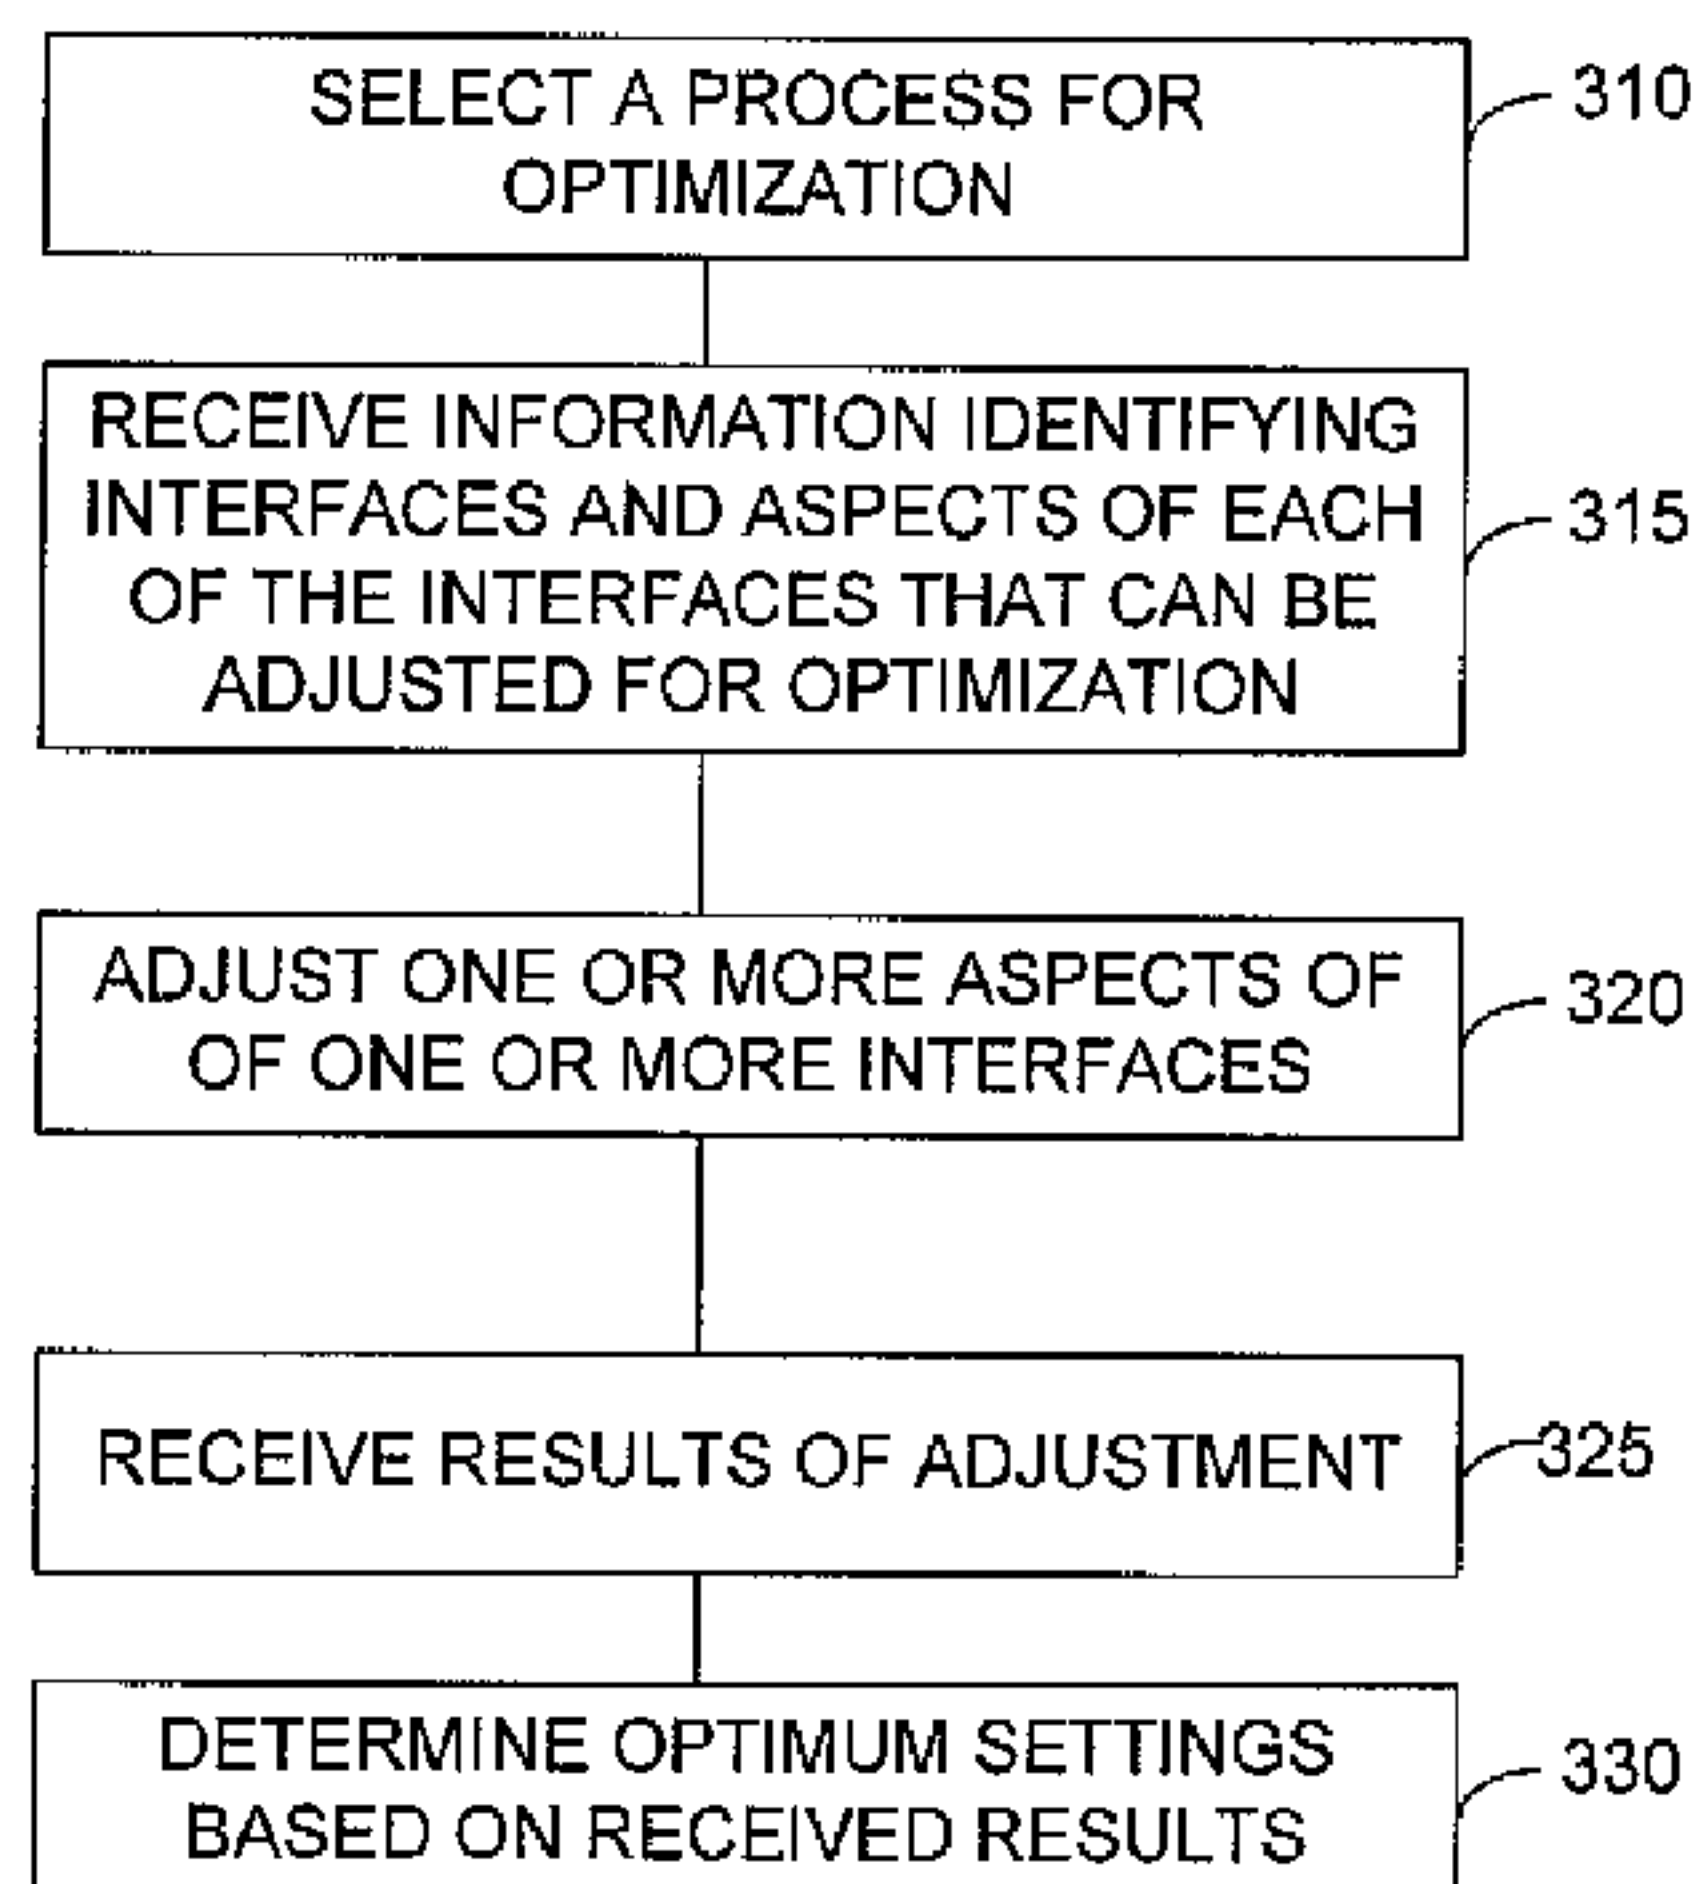 SELECT A PROCESS FOR
OPTIMIZATION
310
RECEIVE INFORMATION IDENTIFYING
INTERFACES AND ASPECTS OF EACH
OF THE INTERFACES THAT CAN BE
ADJUSTED FOR OPTIMIZATION
315
ADJUST ONE OR MORE ASPECTS OF
OF ONE OR MORE INTERFACES
320
RECEIVE RESULTS OF ADJUSTMENT
325
DETERMINE OPTIMUM SETTINGS
BASED ON RECEIVED RESULTS
330